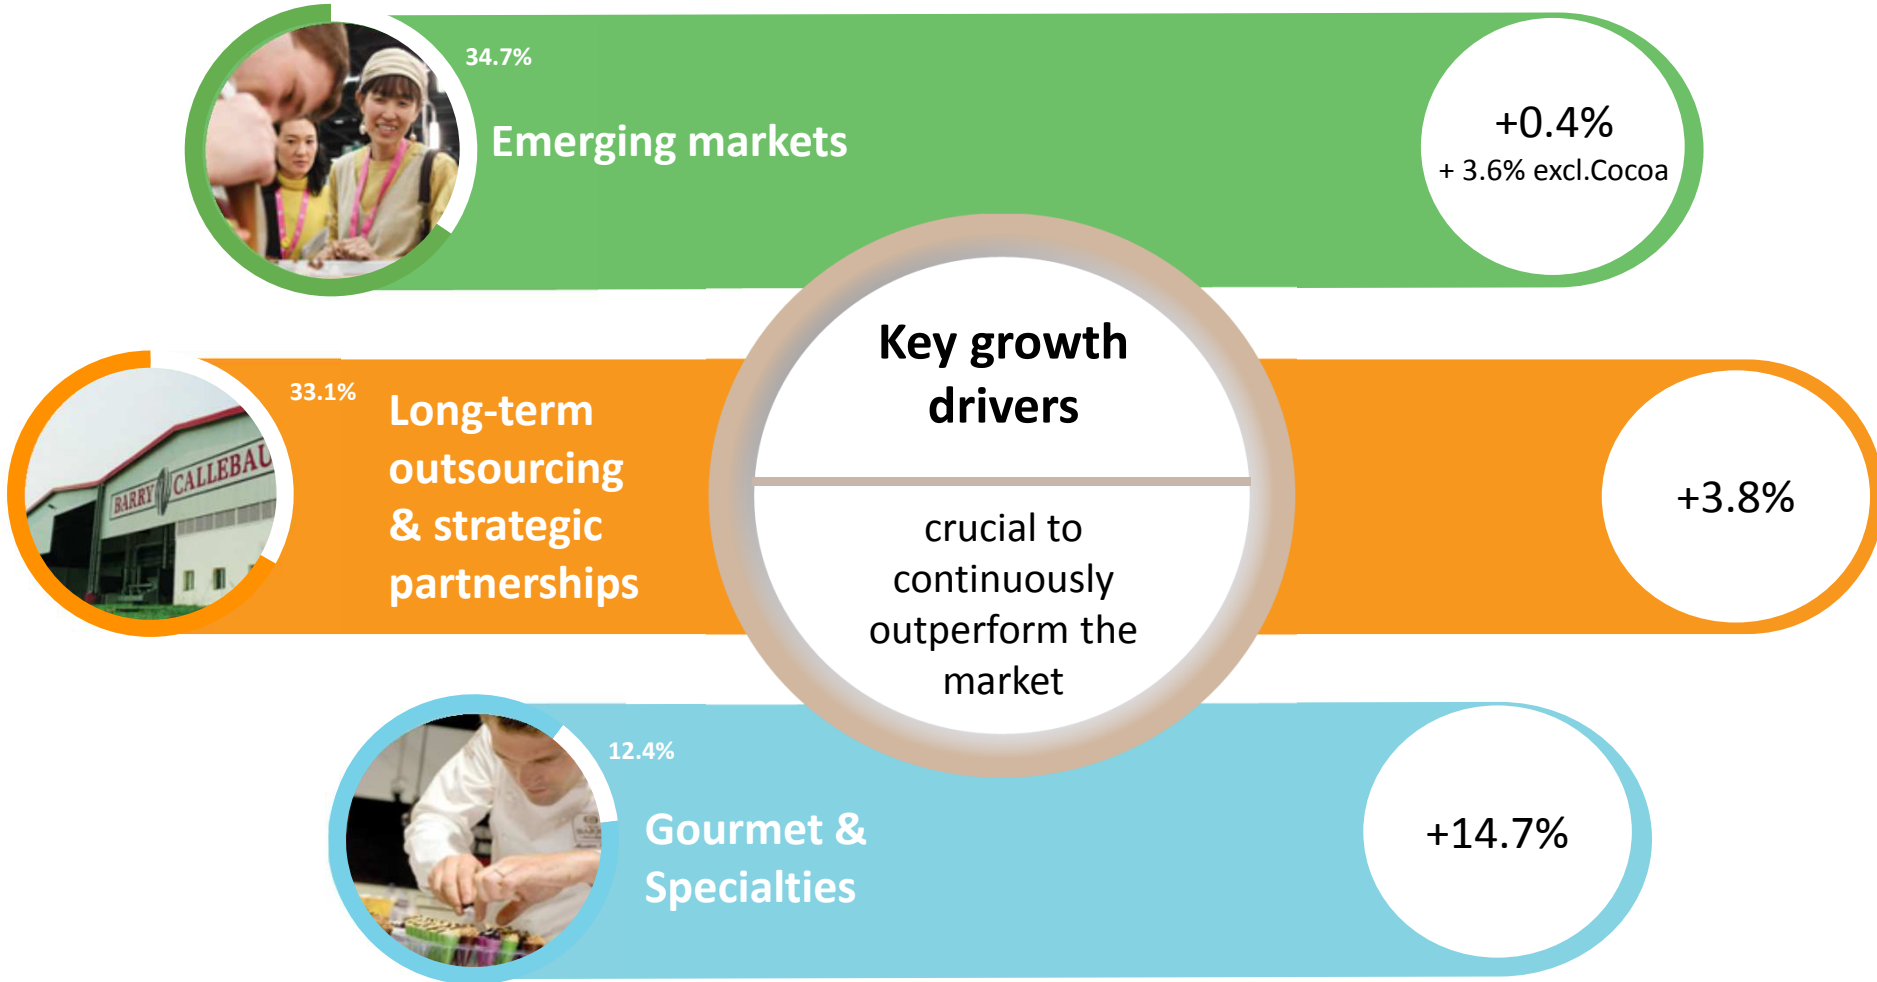 34.7%
Emerging markets
+0.4%
+ 3.6% excl.Cocoa
Key growth
drivers
crucial to
continuously
outperform the
market
33.1%
Long-term
outsourcing
& strategic
partnerships
BARRY CALLEBAU
+3.8%
12.4%
Gourmet &
Specialties
+14.7%